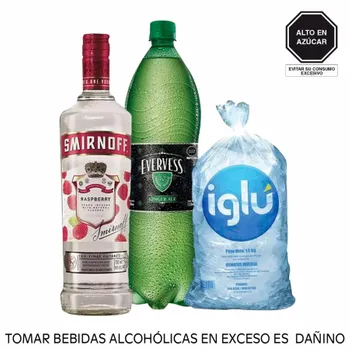 ALTO EN
AZÚCAR
EVITAR SU CONSUMO
EXCESIVO
SMIRNOFF
RASPBERRY
Smirnoff
EVERVESS
GINGER ALE
iglú
TOMAR BEBIDAS ALCOHÓLICAS EN EXCESO ES DAÑINO